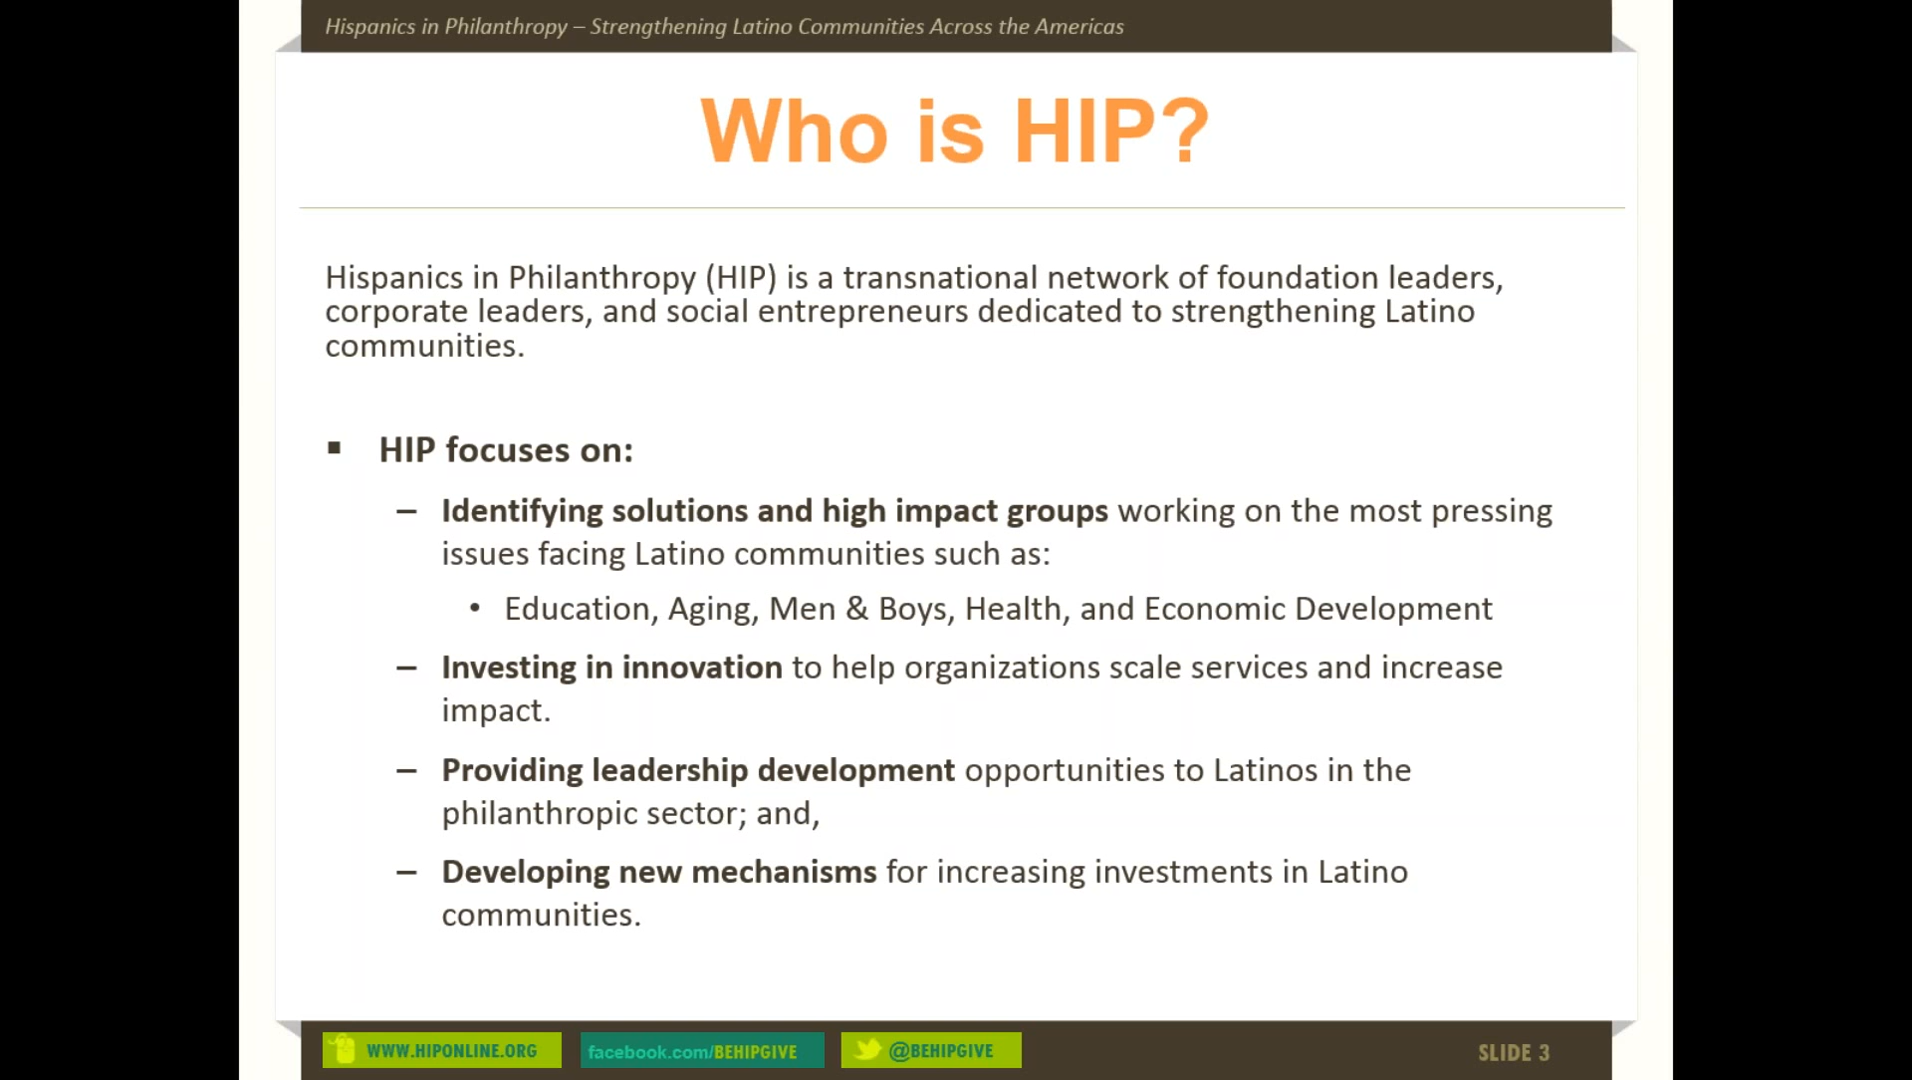 Hispanics in Philanthropy – Strengthening Latino Communities Across the Americas
Who is HIP?
Hispanics in Philanthropy (HIP) is a transnational network of foundation leaders,
corporate leaders, and social entrepreneurs dedicated to strengthening Latino
communities.
▪ HIP focuses on:
– Identifying solutions and high impact groups working on the most pressing
issues facing Latino communities such as:
• Education, Aging, Men & Boys, Health, and Economic Development
– Investing in innovation to help organizations scale services and increase
impact.
– Providing leadership development opportunities to Latinos in the
philanthropic sector; and,
– Developing new mechanisms for increasing investments in Latino
communities.
WWW.HIPONLINE.ORG
facebook.com/BEHIPGIVE
@BEHIPGIVE
SLIDE 3